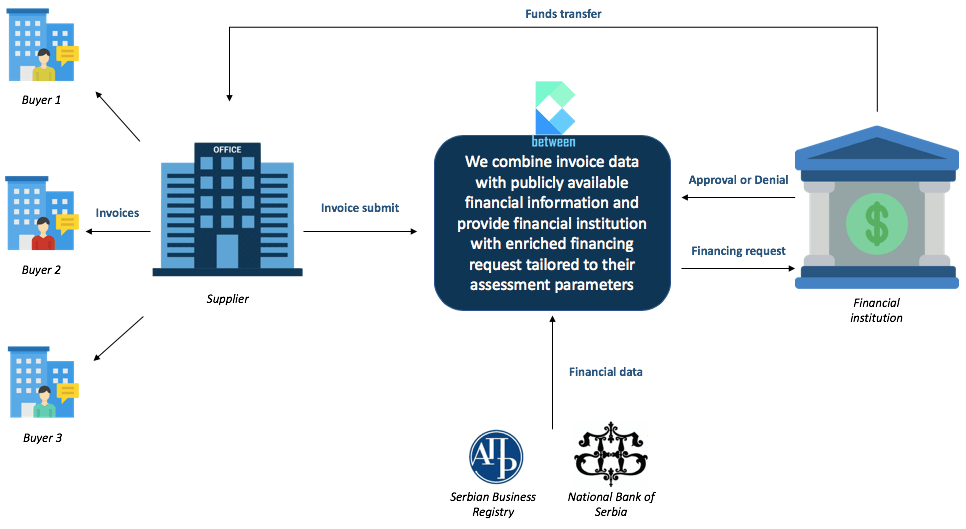 Funds transfer
Buyer 1
between
OFFICE
We combine invoice data
with publicly available
financial information and
provide financial institution
with enriched financing
request tailored to their
assessment parameters
Approval or Denial
Invoices
Invoice submit
Financing request
Buyer 2
Supplier
Financial
institution
$
Financial data
Buyer 3
АПР
Serbian Business
Registry
National Bank of
Serbia